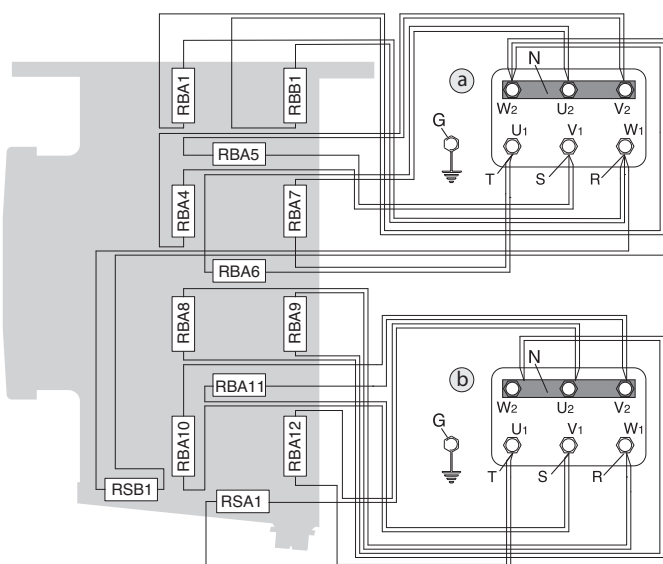 RBA1
RBB1
RBA5
RBA4
RBA7
RBA6
RBA8
RBA9
RBA11
RBA10
RBA12
RSB1
RSA1
a
N
W2 U2 V2
G
U1 V1 W1
T S R
b
N
W2 U2 V2
G
U1 V1 W1
T S R